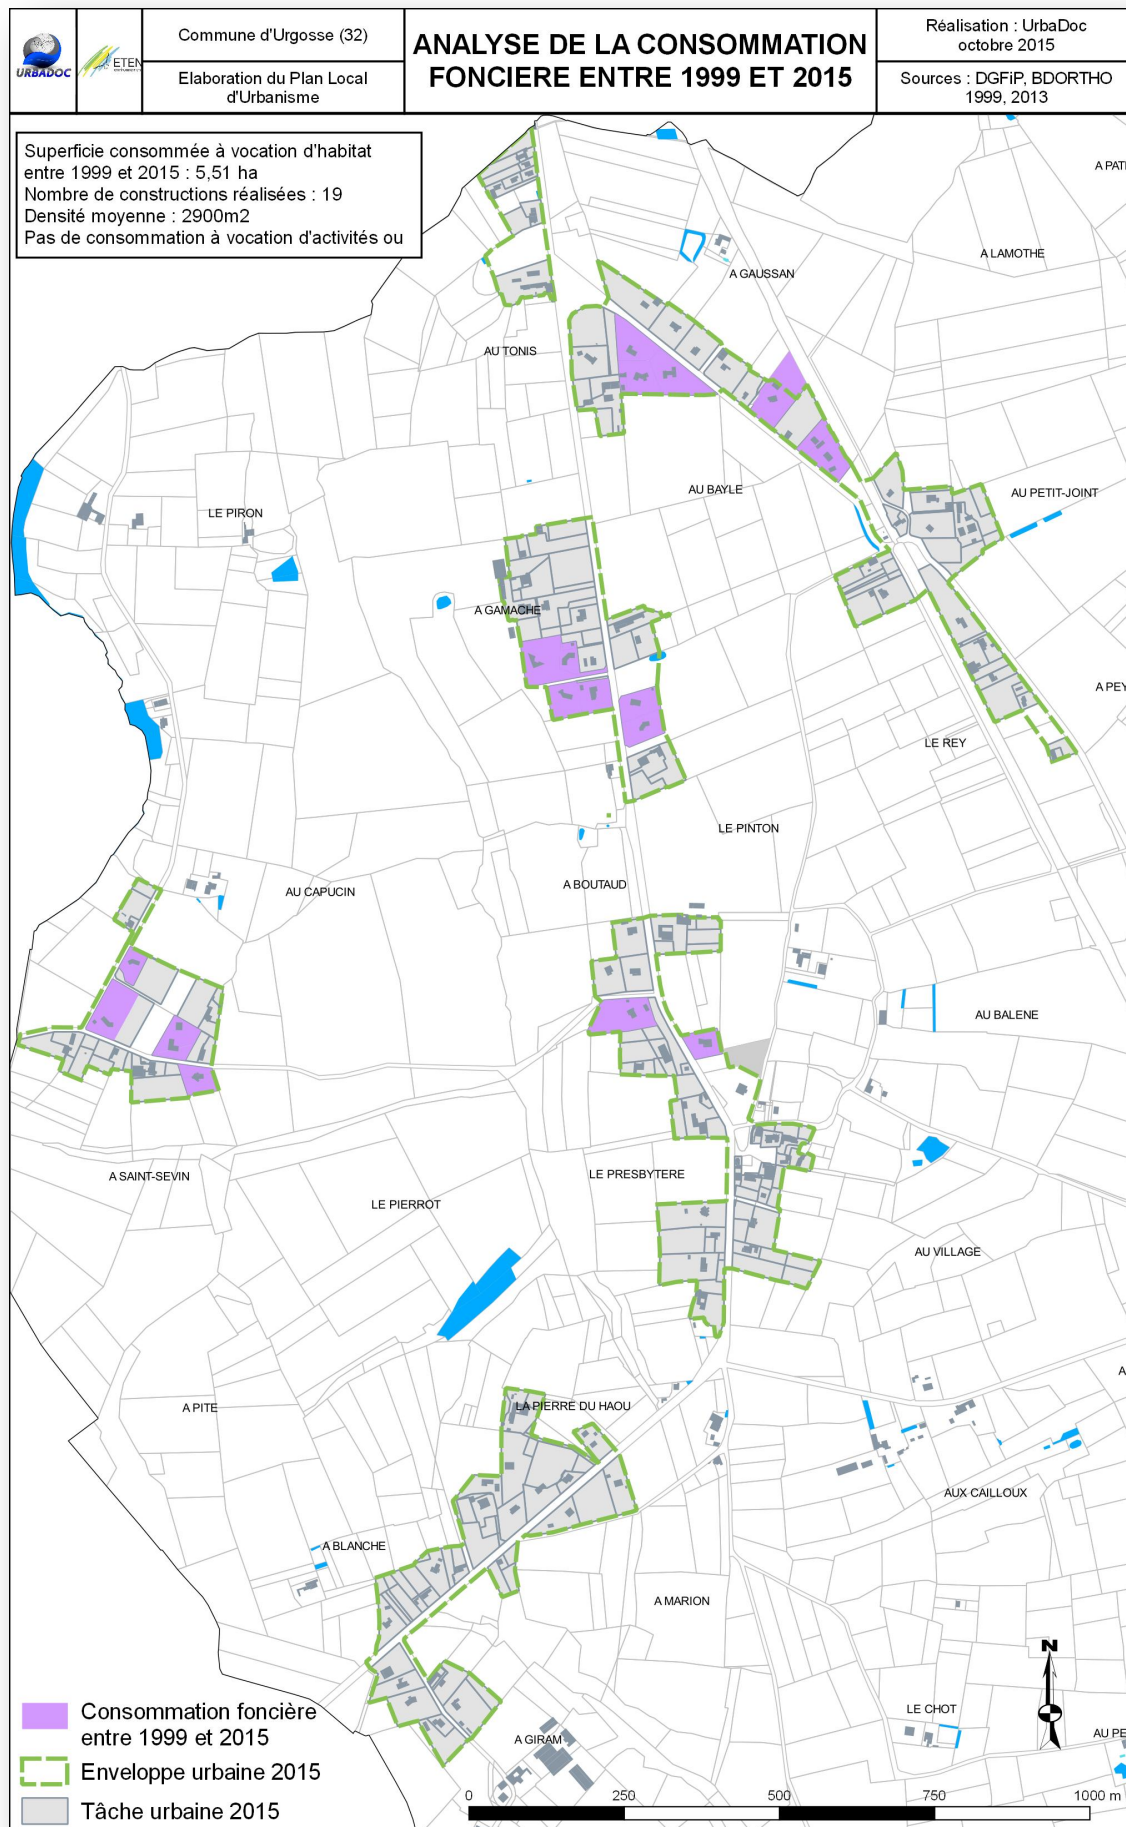 URBADOC
ETEN
Commune d'Urgosse (32)
Elaboration du Plan Local
d'Urbanisme
ANALYSE DE LA CONSOMMATION
FONCIERE ENTRE 1999 ET 2015
Réalisation : UrbaDoc
octobre 2015
Sources : DGFiP, BDORTHO
1999, 2013
Superficie consommée à vocation d'habitat
entre 1999 et 2015 : 5,51 ha
Nombre de constructions réalisées : 19
Densité moyenne : 2900m2
Pas de consommation à vocation d'activités ou
A PATI
A LAMOTHE
A GAUSSAN
AU TONIS
AU BAYLE
AU PETIT-JOINT
LE PIRON
A GAMACHE
A PEY
LE REY
LE PINTON
A BOUTAUD
AU CAPUCIN
AU BALENE
A SAINT-SEVIN
LE PRESBYTERE
LE PIERROT
AU VILLAGE
A
A PITE
LA PIERRE DU HAOU
AUX CAILLOUX
A BLANCHE
A MARION
N
LE CHOT
A GIRAM
AU PE
Consommation foncière
entre 1999 et 2015
Enveloppe urbaine 2015
Tâche urbaine 2015
0 250 500 750 1000 m